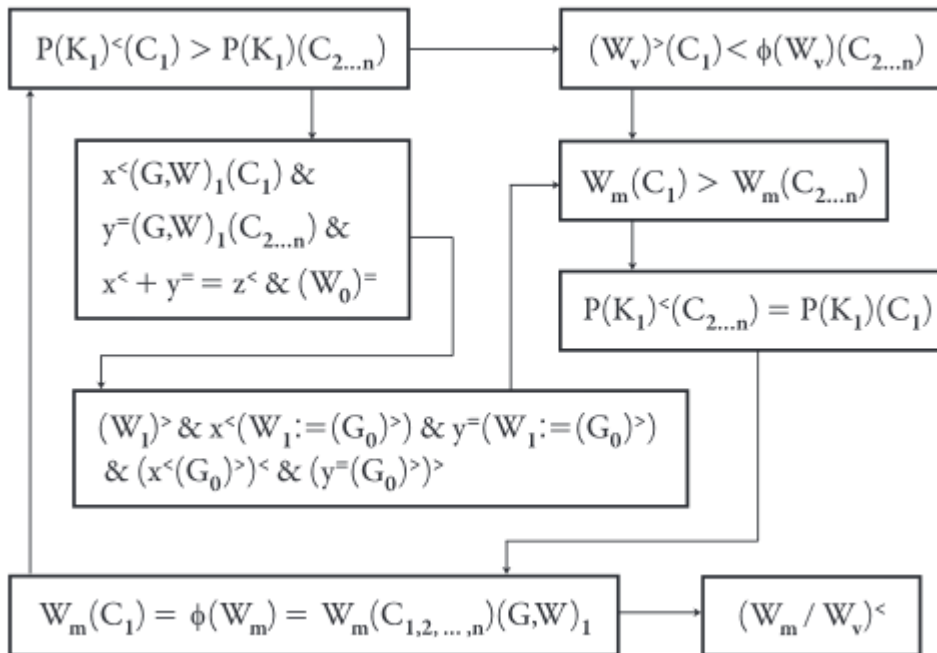 P(K₁)˂(C₁) > P(K₁)(C₂...ₙ)
(Wᵥ)˃(C₁) < ϕ(Wᵥ)(C₂...ₙ)
x˂(G,W)₁(C₁) &
y⁼(G,W)₁(C₂...ₙ) &
x˂ + y⁼ = z˂ & (W₀)⁼
Wₘ(C₁) > Wₘ(C₂...ₙ)
P(K₁)˂(C₂...ₙ) = P(K₁)(C₁)
(W₁)˃ & x˂(W₁:=(G₀)˃) & y⁼(W₁:=(G₀)˃)
& (x˂(G₀)˃)˂ & (y⁼(G₀)˃)˃
Wₘ(C₁) = ϕ(Wₘ) = Wₘ(C₁,₂, ... ,ₙ)(G,W)₁
(Wₘ / Wᵥ)˂